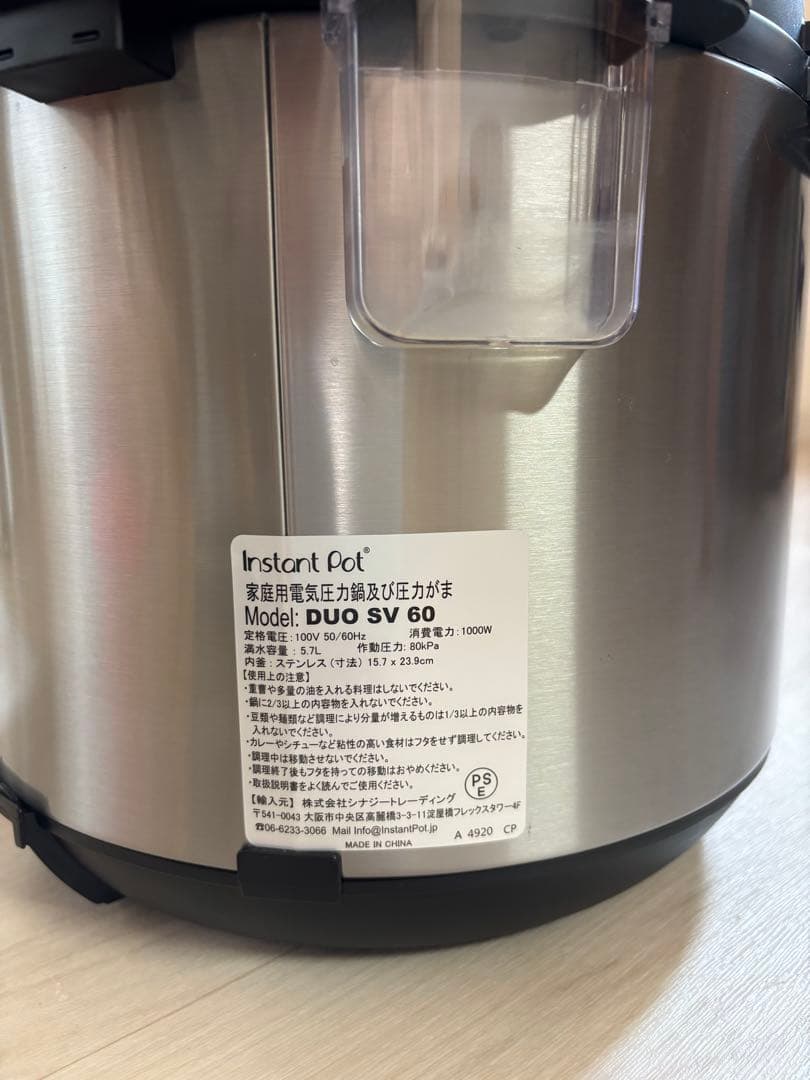 Instant Pot®
家庭用電気圧力鍋及び圧力がま
Model: DUO SV 60
定格電圧:100V 50/60Hz 消費電力:1000W
満水容量: 5.7L 作動圧力: 80kPa
内釜:ステンレス(寸法) 15.7 x 23.9cm
【使用上の注意】
・重曹や多量の油を入れる料理はしないでください。
・鍋に2/3以上の内容物を入れないでください。
・豆類や麺類など調理により分量が増えるものは1/3以上の内容物を
入れないでください。
・カレーやシチューなど粘性の高い食材はフタをせず調理してください。
・調理中は移動させないでください。
・調理終了後もフタを持っての移動はおやめください。
・取扱説明書をよく読んでご使用ください。
PS
E
【輸入元】 株式会社シナジートレーディング
〒541-0043 大阪市中央区高麗橋3-3-11淀屋橋フレックスタワー4F
☎06-6233-3066 Mail Info@InstantPot.jp
A 4920 CP
MADE IN CHINA